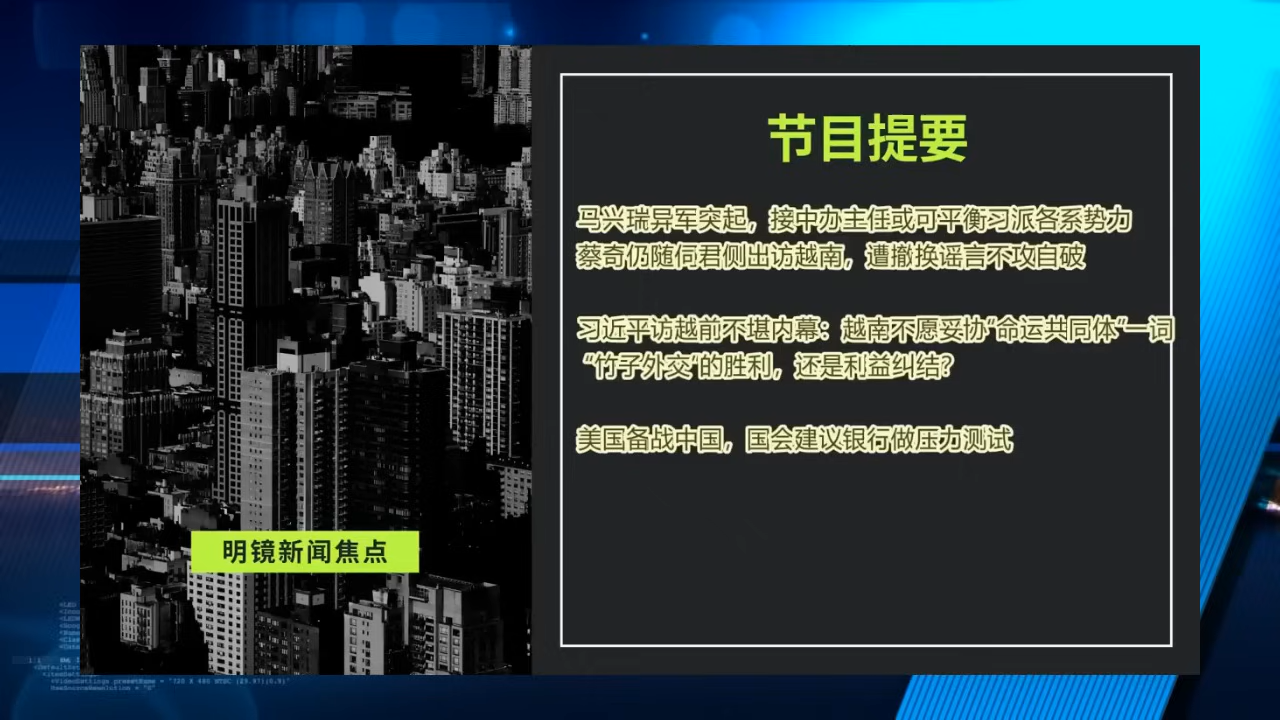 节目提要
马兴瑞异军突起，接中办主任或可平衡习派各系势力
蔡奇仍随伺君侧出访越南，遭撤换谣言不攻自破
习近平访越前不堪内幕：越南不愿妥协“命运共同体”一词
“竹子外交”的胜利，还是利益纠结？
美国备战中国，国会建议银行做压力测试
明镜新闻焦点